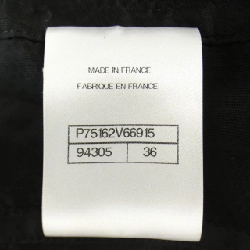 MADE IN FRANCE
FABRIQUE EN FRANCE
P75162V66915
94305 36